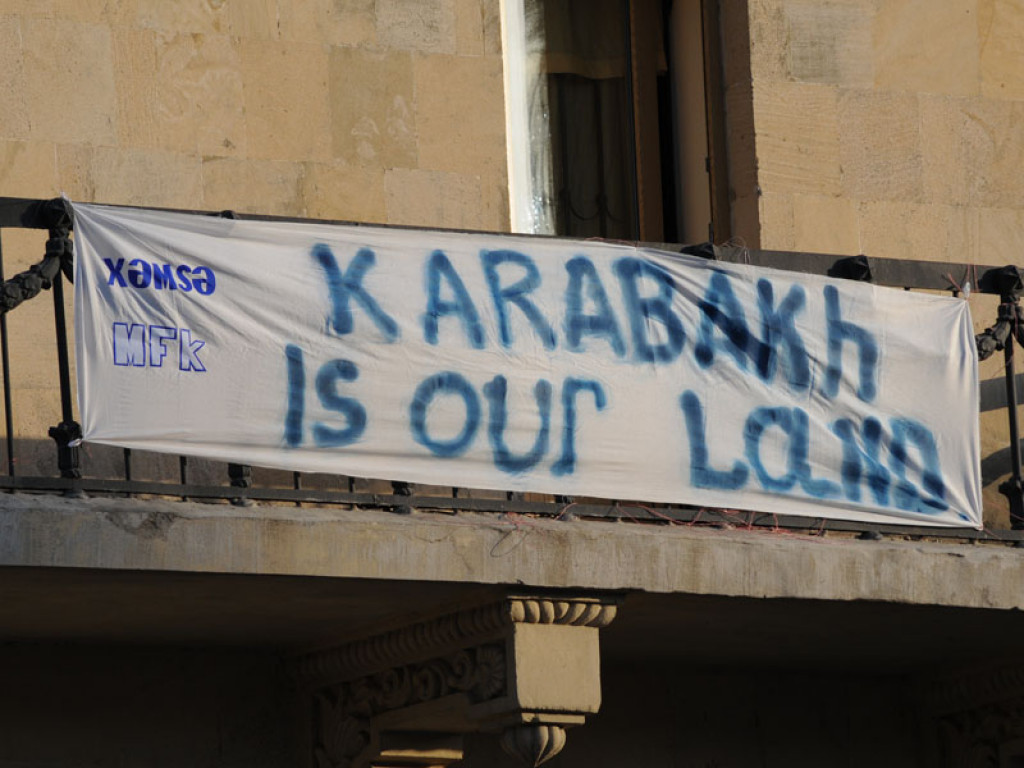 XƏMSƏ
MFk
KARABAKh
IS OUr LaND